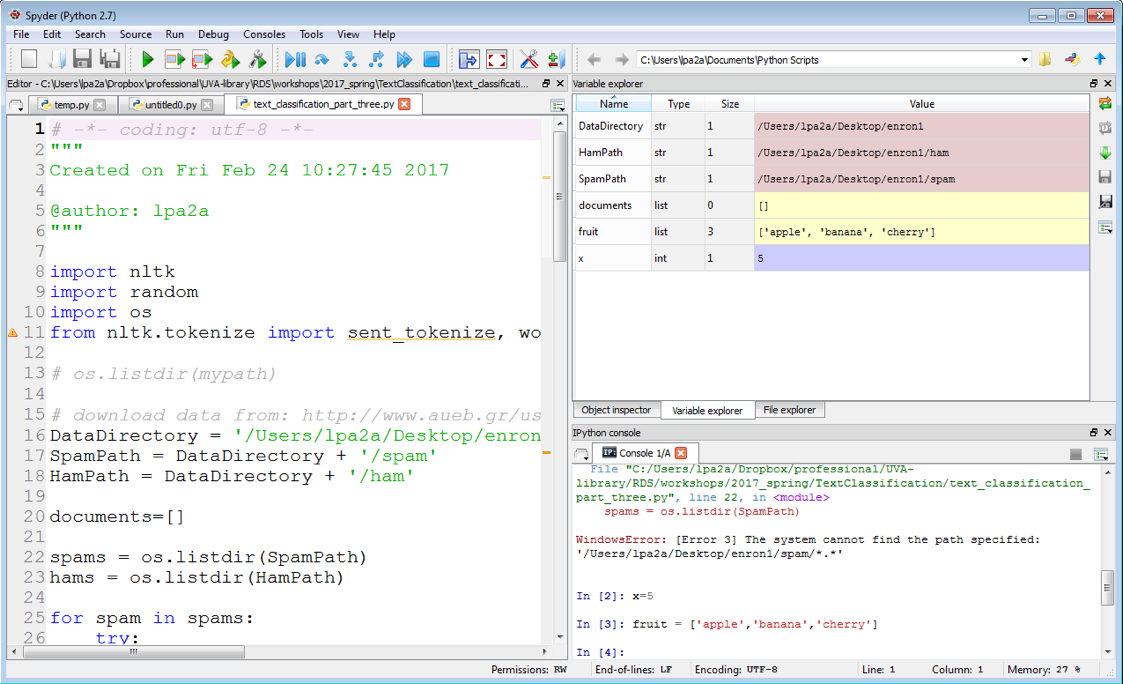 Spyder (Python 2.7)
File Edit Search Source Run Debug Consoles Tools View Help
C:\Users\lpa2a\Documents\Python Scripts
Editor - C:\Users\lpa2a\Dropbox\professional\UVA-library\RDS\workshops\2017_spring\TextClassification\text_classificati...
temp.py untitled0.py text_classification_part_three.py
1 # -*- coding: utf-8 -*-
2 """
3 Created on Fri Feb 24 10:27:45 2017
4
5 @author: lpa2a
6 """
7
8 import nltk
9 import random
10 import os
11 from nltk.tokenize import sent_tokenize, wo
12
13 # os.listdir(mypath)
14
15 # download data from: http://www.aueb.gr/us
16 DataDirectory = '/Users/lpa2a/Desktop/enron
17 SpamPath = DataDirectory + '/spam'
18 HamPath = DataDirectory + '/ham'
19
20 documents=[]
21
22 spams = os.listdir(SpamPath)
23 hams = os.listdir(HamPath)
24
25 for spam in spams:
26 try:
Variable explorer
Name Type Size Value
DataDirectory str 1 /Users/lpa2a/Desktop/enron1
HamPath str 1 /Users/lpa2a/Desktop/enron1/ham
SpamPath str 1 /Users/lpa2a/Desktop/enron1/spam
documents list 0 []
fruit list 3 ['apple', 'banana', 'cherry']
x int 1 5
Object inspector Variable explorer File explorer
IPython console
IP: Console 1/A
File "C:/Users/lpa2a/Dropbox/professional/UVA-
library/RDS/workshops/2017_spring/TextClassification/text_classification_
part_three.py", line 22, in <module>
spams = os.listdir(SpamPath)
WindowsError: [Error 3] The system cannot find the path specified:
'/Users/lpa2a/Desktop/enron1/spam/*.*'
In [2]: x=5
In [3]: fruit = ['apple','banana','cherry']
In [4]:
Permissions: RW End-of-lines: LF Encoding: UTF-8 Line: 1 Column: 1 Memory: 27 %